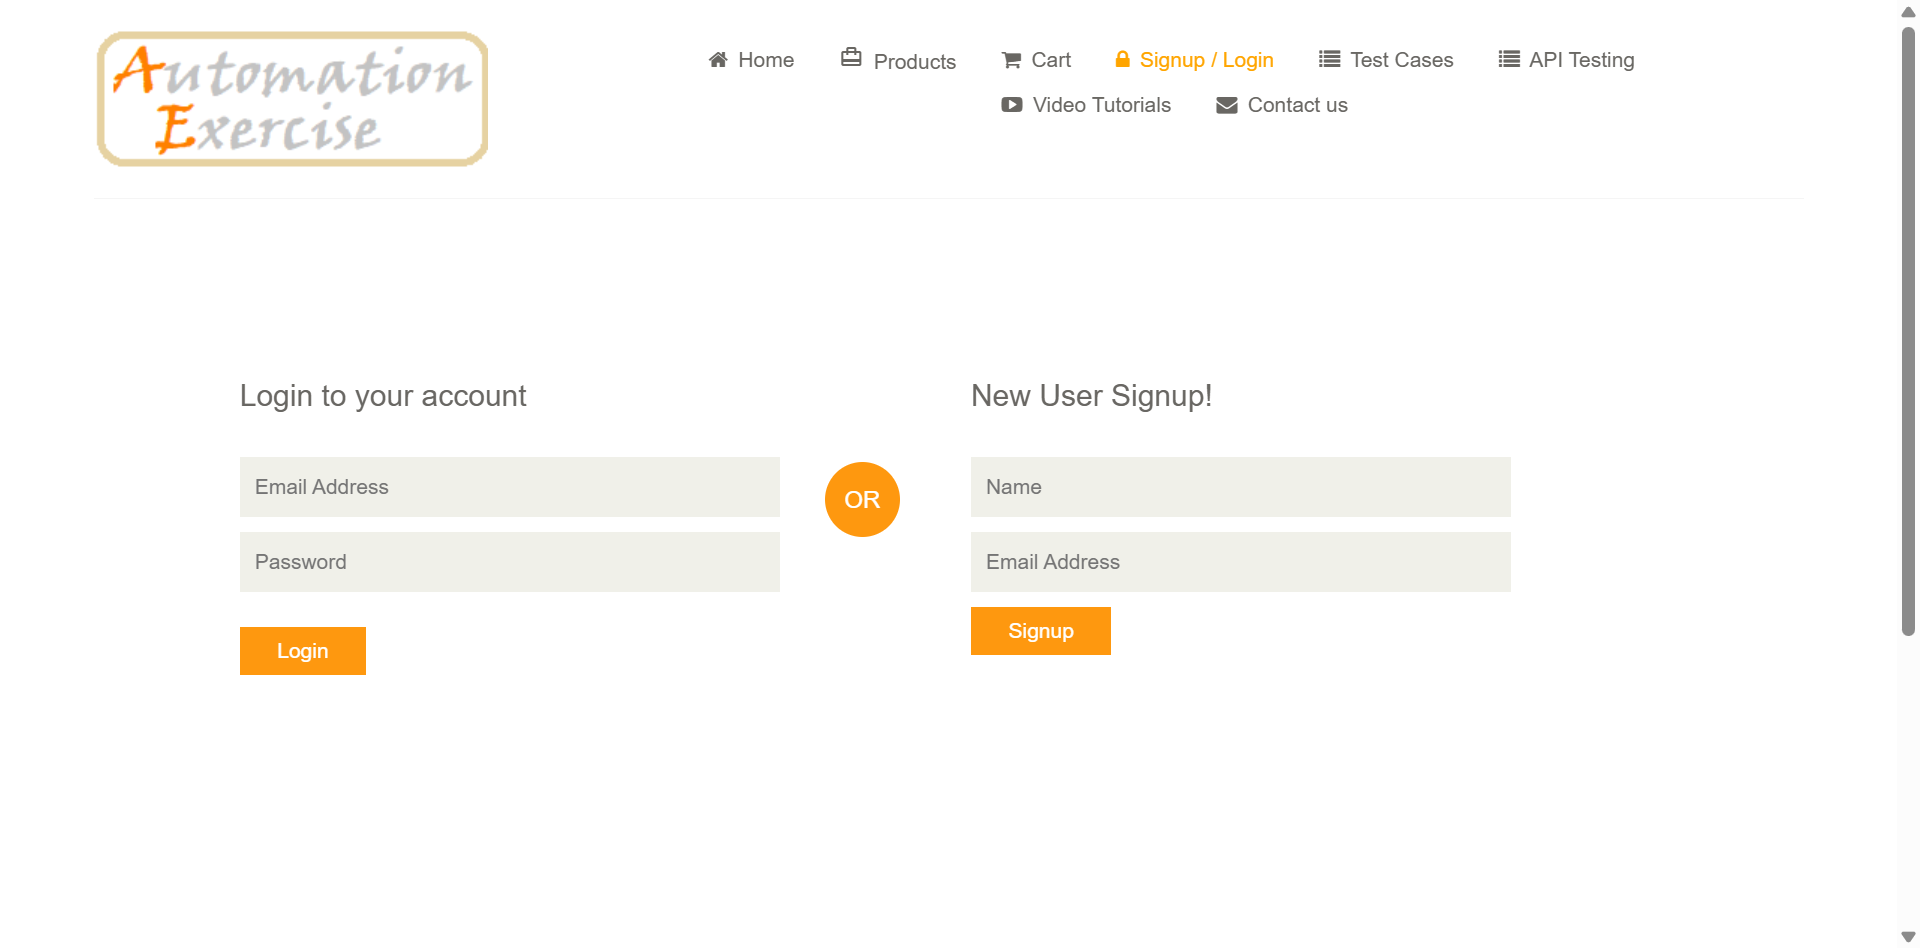 Automation
Exercise
Home Products Cart Signup / Login Test Cases API Testing
Video Tutorials Contact us
Login to your account
Email Address
Password
Login
OR
New User Signup!
Name
Email Address
Signup